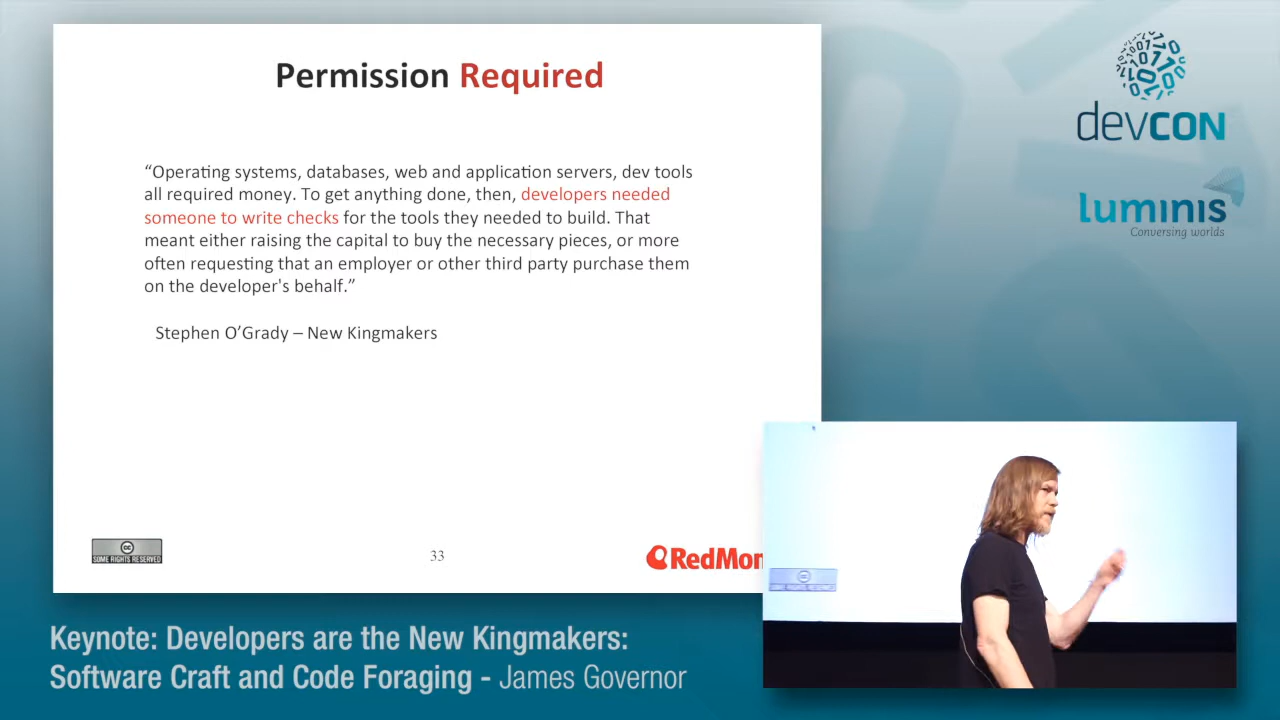 Permission Required
“Operating systems, databases, web and application servers, dev tools
all required money. To get anything done, then, developers needed
someone to write checks for the tools they needed to build. That
meant either raising the capital to buy the necessary pieces, or more
often requesting that an employer or other third party purchase them
on the developer's behalf.”
Stephen O’Grady – New Kingmakers
SOME RIGHTS RESERVED
33
RedMon
devCON
luminis
Conversing worlds
Keynote: Developers are the New Kingmakers:
Software Craft and Code Foraging - James Governor